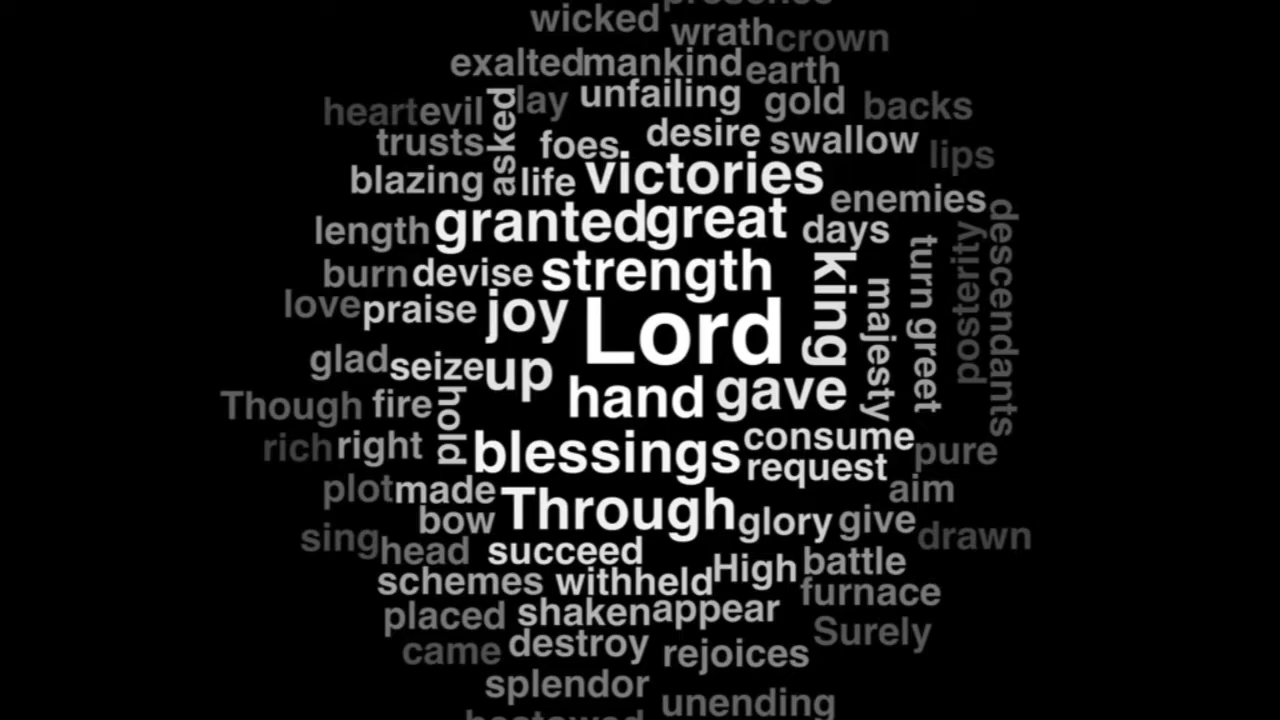 presence
wicked wrath crown
exalted mankind earth
heart evil asked lay unfailing gold backs
trusts foes desire swallow lips
blazing life victories enemies
length granted great days
burn devise strength king turn posterity descendants
love praise joy Lord majesty greet
glad seize up
Though fire hold hand gave
rich right blessings consume pure
request
plot made aim
bow Through glory give drawn
sing head succeed High battle
schemes withheld furnace
placed shaken appear Surely
came destroy rejoices
splendor unending
bestowed